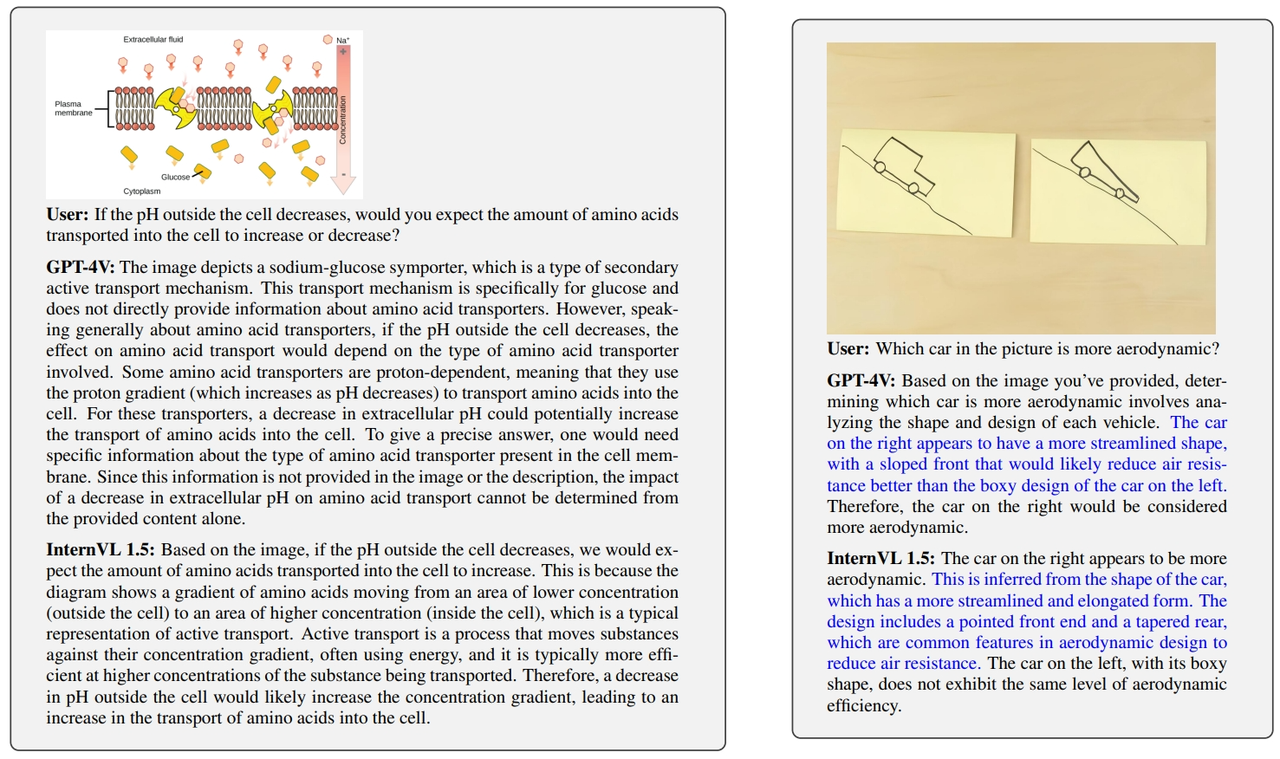 Extracellular fluid
Na⁺
+
Plasma
membrane
Concentration
-
Glucose
Cytoplasm
User: If the pH outside the cell decreases, would you expect the amount of amino acids
transported into the cell to increase or decrease?
GPT-4V: The image depicts a sodium-glucose symporter, which is a type of secondary
active transport mechanism. This transport mechanism is specifically for glucose and
does not directly provide information about amino acid transporters. However, speak-
ing generally about amino acid transporters, if the pH outside the cell decreases, the
effect on amino acid transport would depend on the type of amino acid transporter
involved. Some amino acid transporters are proton-dependent, meaning that they use
the proton gradient (which increases as pH decreases) to transport amino acids into the
cell. For these transporters, a decrease in extracellular pH could potentially increase
the transport of amino acids into the cell. To give a precise answer, one would need
specific information about the type of amino acid transporter present in the cell mem-
brane. Since this information is not provided in the image or the description, the impact
of a decrease in extracellular pH on amino acid transport cannot be determined from
the provided content alone.
InternVL 1.5: Based on the image, if the pH outside the cell decreases, we would ex-
pect the amount of amino acids transported into the cell to increase. This is because the
diagram shows a gradient of amino acids moving from an area of lower concentration
(outside the cell) to an area of higher concentration (inside the cell), which is a typical
representation of active transport. Active transport is a process that moves substances
against their concentration gradient, often using energy, and it is typically more effi-
cient at higher concentrations of the substance being transported. Therefore, a decrease
in pH outside the cell would likely increase the concentration gradient, leading to an
increase in the transport of amino acids into the cell.
User: Which car in the picture is more aerodynamic?
GPT-4V: Based on the image you've provided, deter-
mining which car is more aerodynamic involves ana-
lyzing the shape and design of each vehicle. The car
on the right appears to have a more streamlined shape,
with a sloped front that would likely reduce air resis-
tance better than the boxy design of the car on the left.
Therefore, the car on the right would be considered
more aerodynamic.
InternVL 1.5: The car on the right appears to be more
aerodynamic. This is inferred from the shape of the car,
which has a more streamlined and elongated form. The
design includes a pointed front end and a tapered rear,
which are common features in aerodynamic design to
reduce air resistance. The car on the left, with its boxy
shape, does not exhibit the same level of aerodynamic
efficiency.